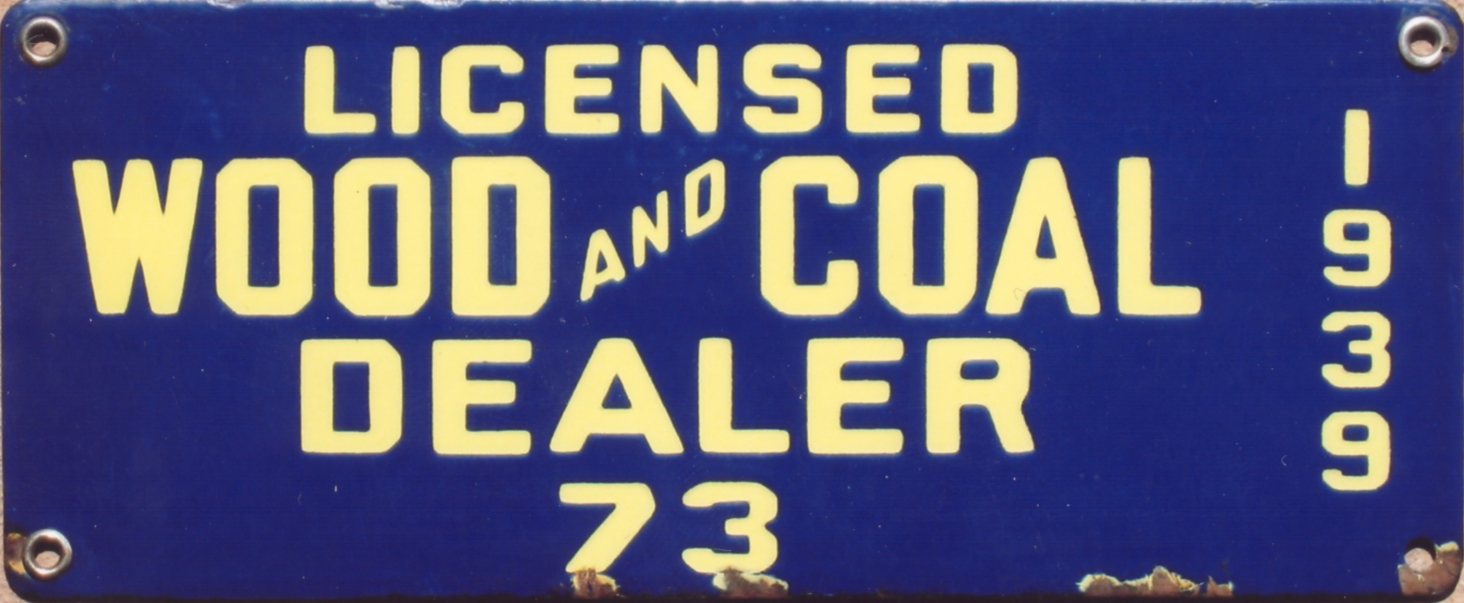 LICENSED
WOOD AND COAL
DEALER
73
1939